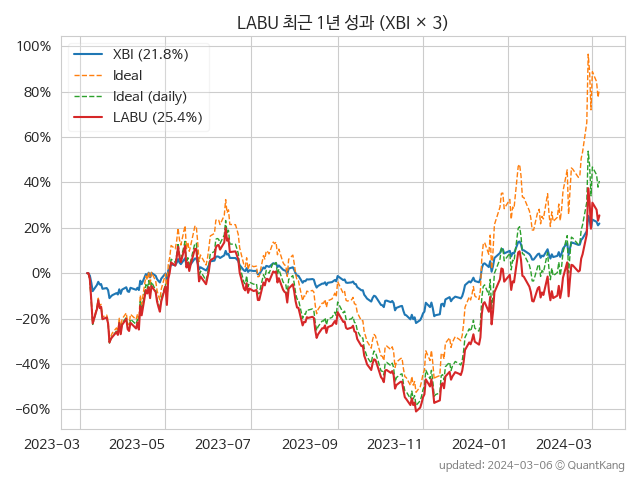 LABU 최근 1년 성과 (XBI × 3)
XBI (21.8%)
Ideal
Ideal (daily)
LABU (25.4%)
100%
80%
60%
40%
20%
0%
−20%
−40%
−60%
2023-03 2023-05 2023-07 2023-09 2023-11 2024-01 2024-03
updated: 2024-03-06 ⓒ QuantKang